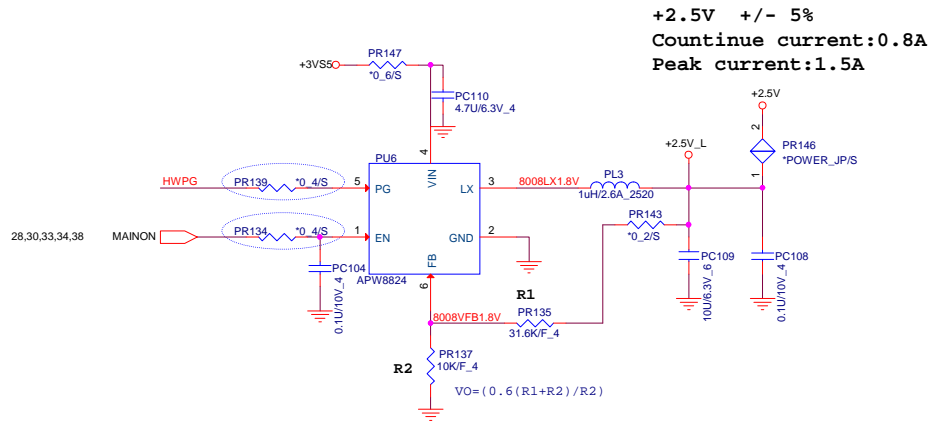 +2.5V +/- 5%
Countinue current:0.8A
Peak current:1.5A
PR147
+3VS5
*0_6/S
PC110
4.7U/6.3V_4
+2.5V
2
PR146
*POWER_JP/S
1
+2.5V_L
4
PU6
VIN
HWPG
PR139
*0_4/S
5
PG
LX
3
8008LX1.8V
PL3
1uH/2.6A_2520
PR143
*0_2/S
28,30,33,34,38
MAINON
PR134
*0_4/S
1
EN
GND
2
FB
PC104
0.1U/10V_4
APW8824
6
PC109
10U/6.3V_6
PC108
0.1U/10V_4
R1
8008VFB1.8V
PR135
31.6K/F_4
R2
PR137
10K/F_4
VO=(0.6(R1+R2)/R2)